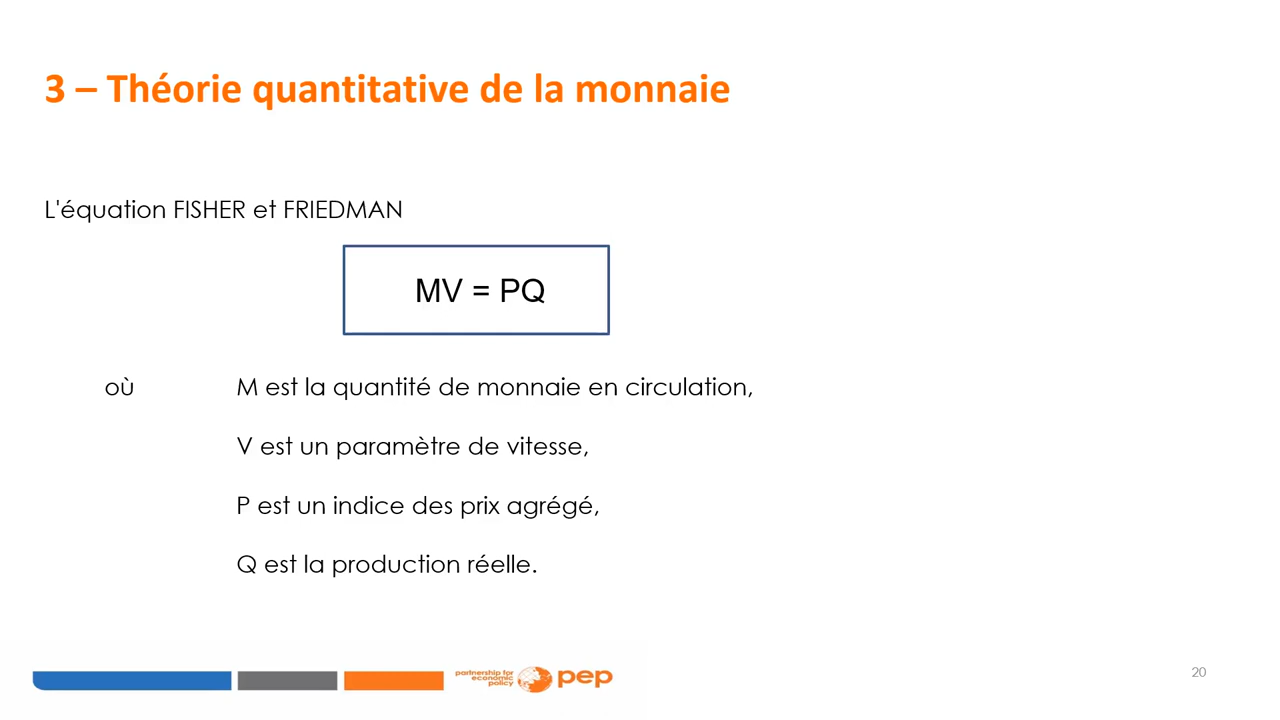 3 – Théorie quantitative de la monnaie
L'équation FISHER et FRIEDMAN
MV = PQ
où M est la quantité de monnaie en circulation,
V est un paramètre de vitesse,
P est un indice des prix agrégé,
Q est la production réelle.
partnership for
economic
policy
pep
20